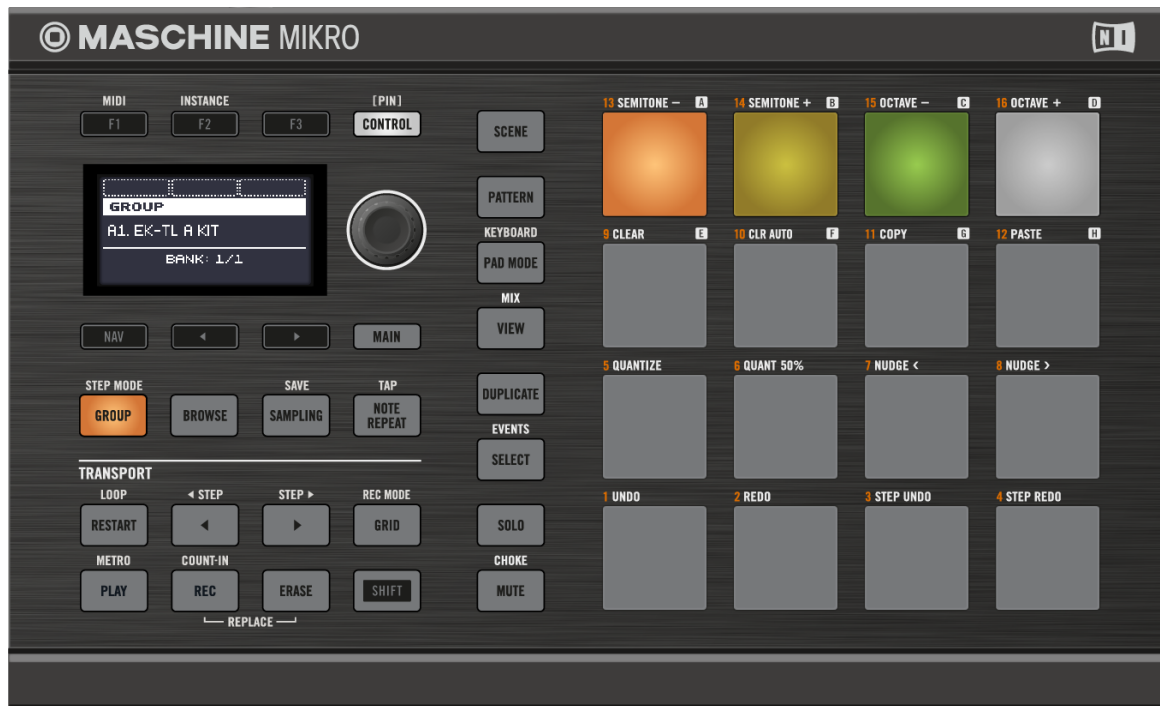 MASCHINE MIKRO
NI
MIDI INSTANCE [PIN]
F1 F2 F3 CONTROL
GROUP
A1. EK-TL A KIT
BANK: 1/1
NAV ◀ ▶ MAIN
STEP MODE SAVE TAP
GROUP BROWSE SAMPLING NOTE REPEAT
TRANSPORT
LOOP ◀ STEP STEP ▶ REC MODE
RESTART ◀ ▶ GRID
METRO COUNT-IN
PLAY REC ERASE SHIFT
REPLACE
SCENE
PATTERN
KEYBOARD
PAD MODE
MIX
VIEW
DUPLICATE
EVENTS
SELECT
SOLO
CHOKE
MUTE
13 SEMITONE - A 14 SEMITONE + B 15 OCTAVE - C 16 OCTAVE + D
9 CLEAR E 10 CLR AUTO F 11 COPY G 12 PASTE H
5 QUANTIZE 6 QUANT 50% 7 NUDGE < 8 NUDGE >
1 UNDO 2 REDO 3 STEP UNDO 4 STEP REDO